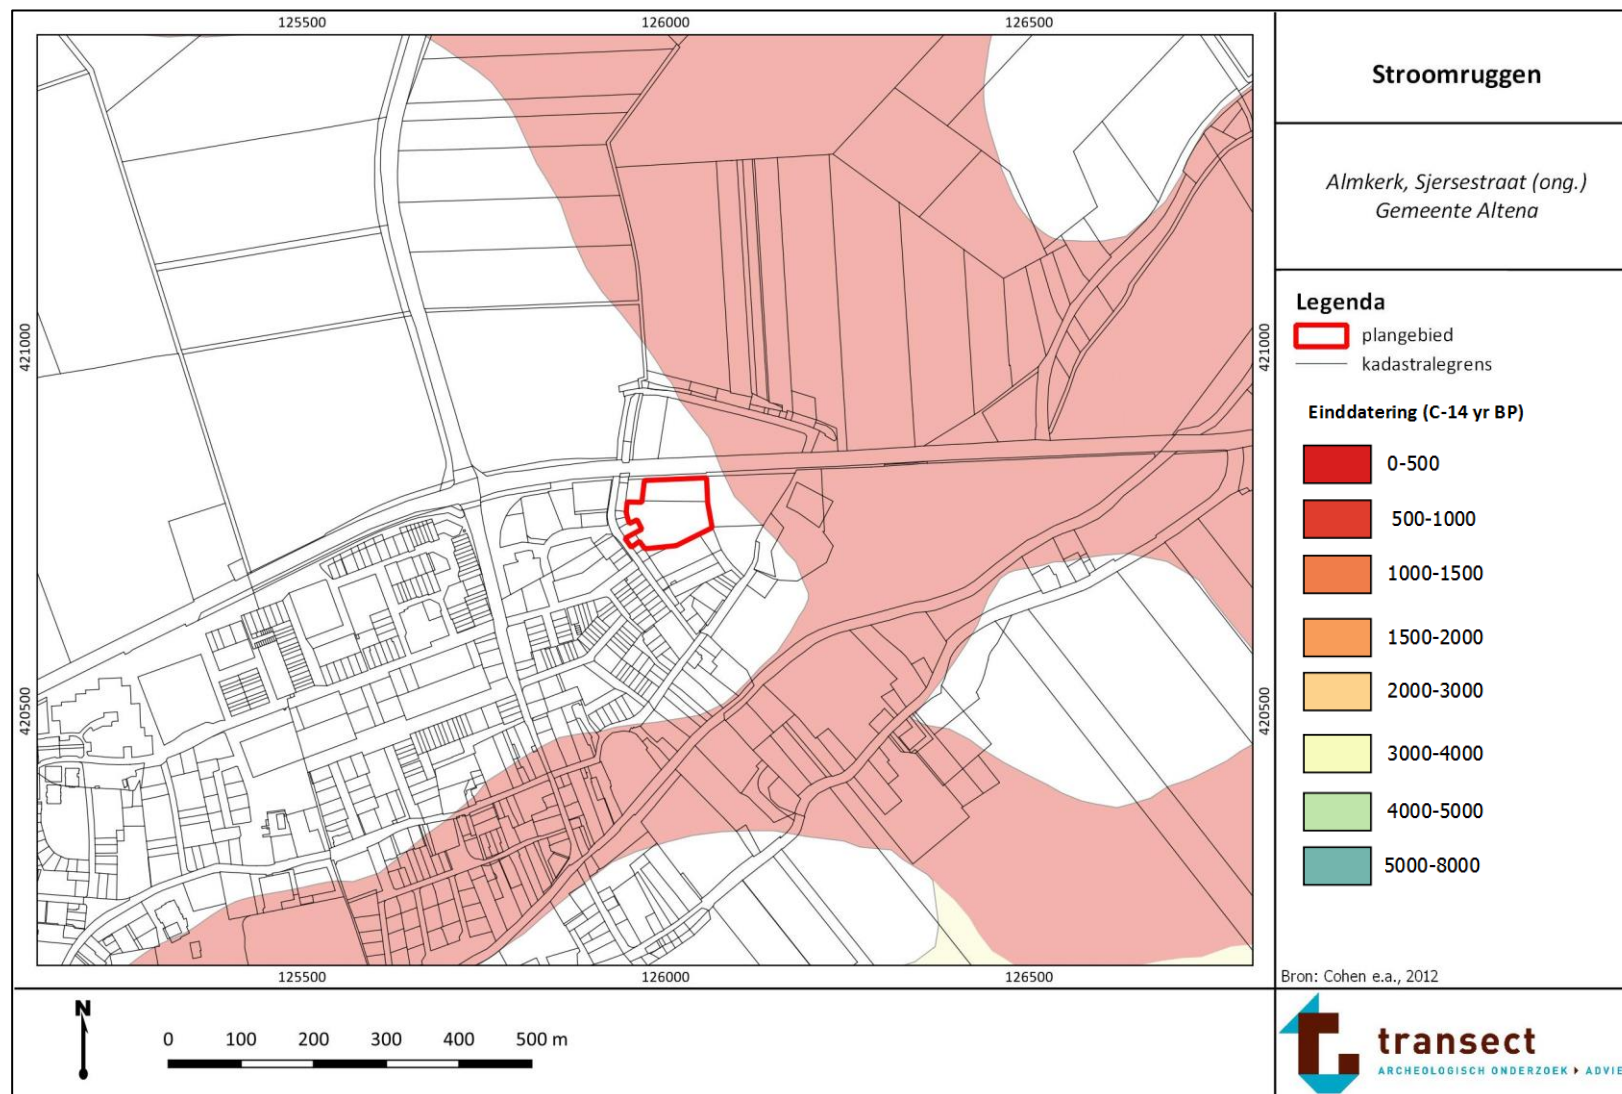 125500
126000
126500
421000
421000
420500
420500
125500
126000
126500
Stroomruggen
Almkerk, Sjersestraat (ong.)
Gemeente Altena
Legenda
plangebied
kadastralegrens
Einddatering (C-14 yr BP)
0-500
500-1000
1000-1500
1500-2000
2000-3000
3000-4000
4000-5000
5000-8000
Bron: Cohen e.a., 2012
N
0 100 200 300 400 500 m
transect
ARCHEOLOGISCH ONDERZOEK ADVIE